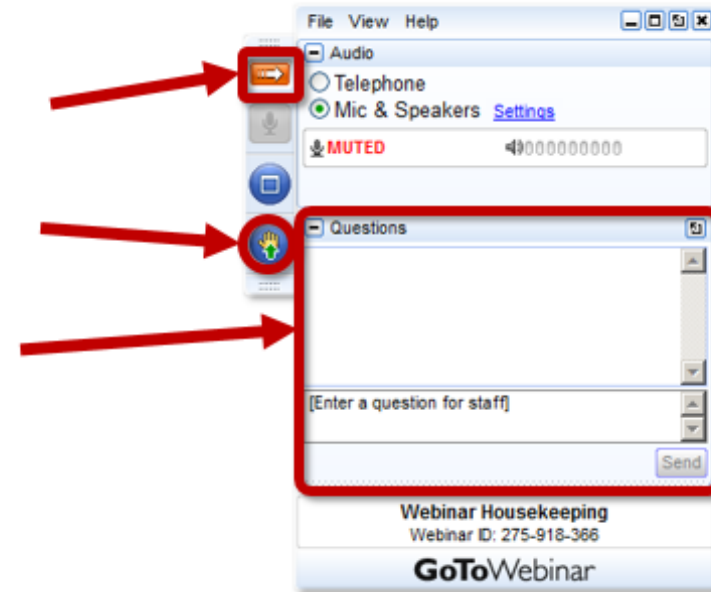 File View Help
Audio
Telephone
Mic & Speakers Settings
MUTED 000000000
Questions
[Enter a question for staff]
Send
Webinar Housekeeping
Webinar ID: 275-918-366
GoToWebinar